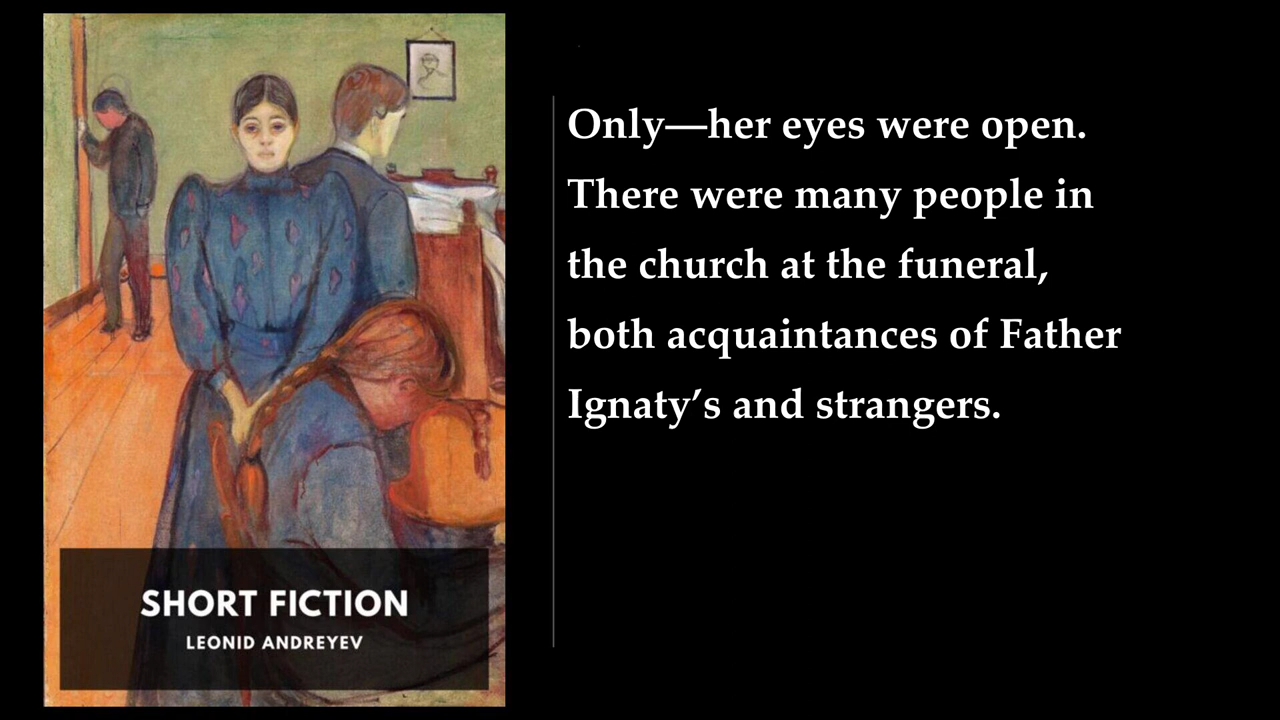 Only—her eyes were open.
There were many people in
the church at the funeral,
both acquaintances of Father
Ignaty’s and strangers.
SHORT FICTION
LEONID ANDREYEV